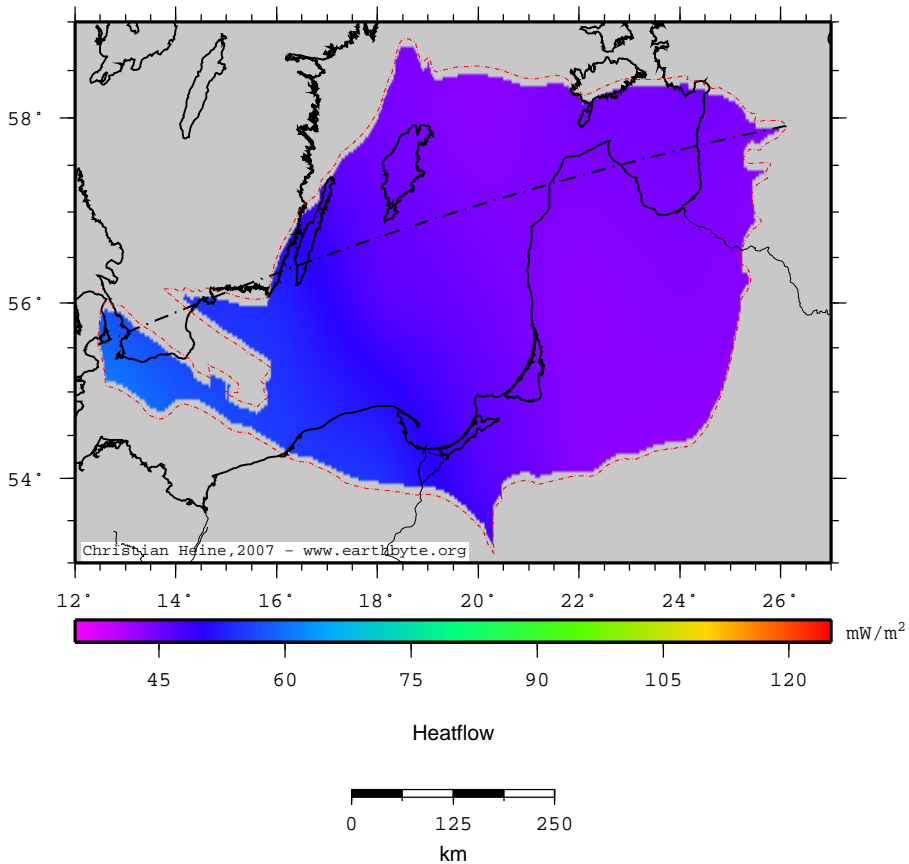 58°
56°
54°
Christian Heine,2007 - www.earthbyte.org
12° 14° 16° 18° 20° 22° 24° 26°
mW/m²
45 60 75 90 105 120
Heatflow
0 125 250
km